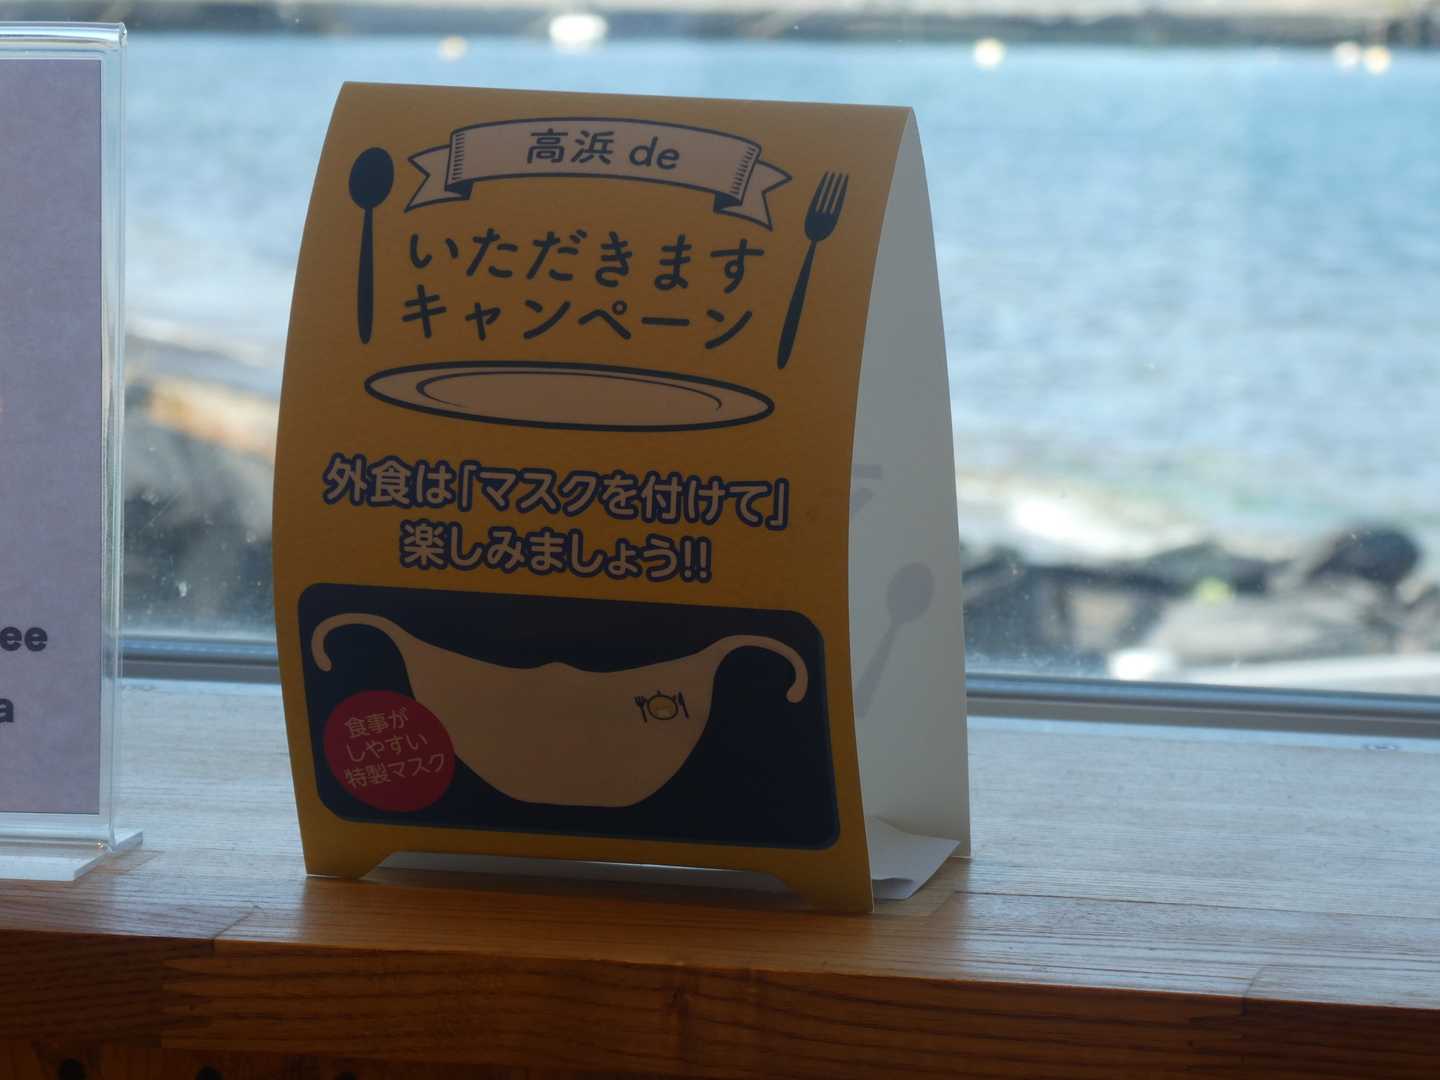 高浜 de
いただきます
キャンペーン
外食は「マスクを付けて」
楽しみましょう!!
食事が
しやすい
特製マスク
ee
a